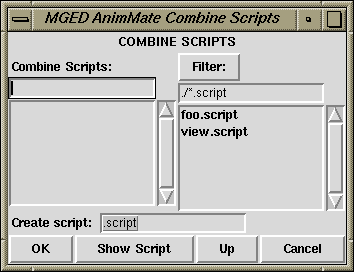 MGED AnimMate Combine Scripts
COMBINE SCRIPTS
Combine Scripts:
Filter:
./*.script
foo.script
view.script
Create script: .script
OK Show Script Up Cancel